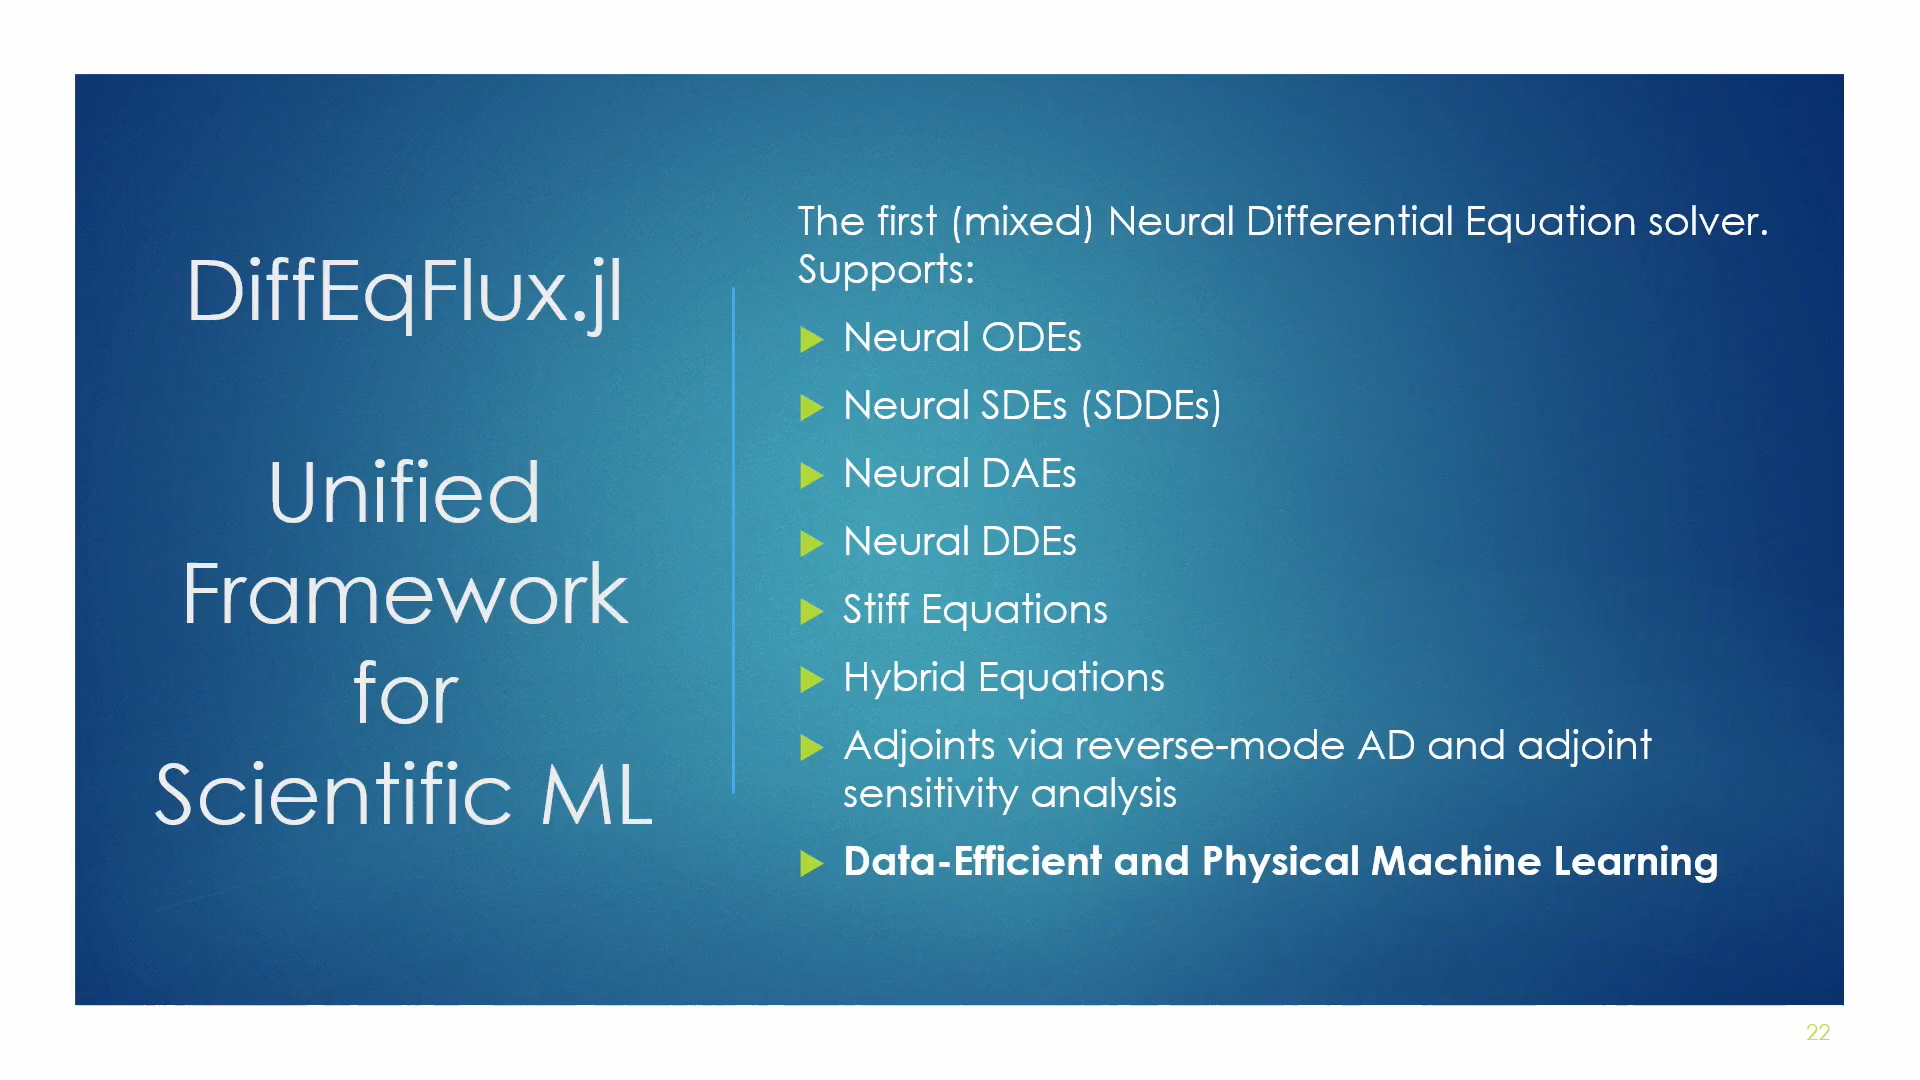 DiffEqFlux.jl
Unified
Framework
for
Scientific ML
The first (mixed) Neural Differential Equation solver.
Supports:
Neural ODEs
Neural SDEs (SDDEs)
Neural DAEs
Neural DDEs
Stiff Equations
Hybrid Equations
Adjoints via reverse-mode AD and adjoint
sensitivity analysis
Data-Efficient and Physical Machine Learning
22